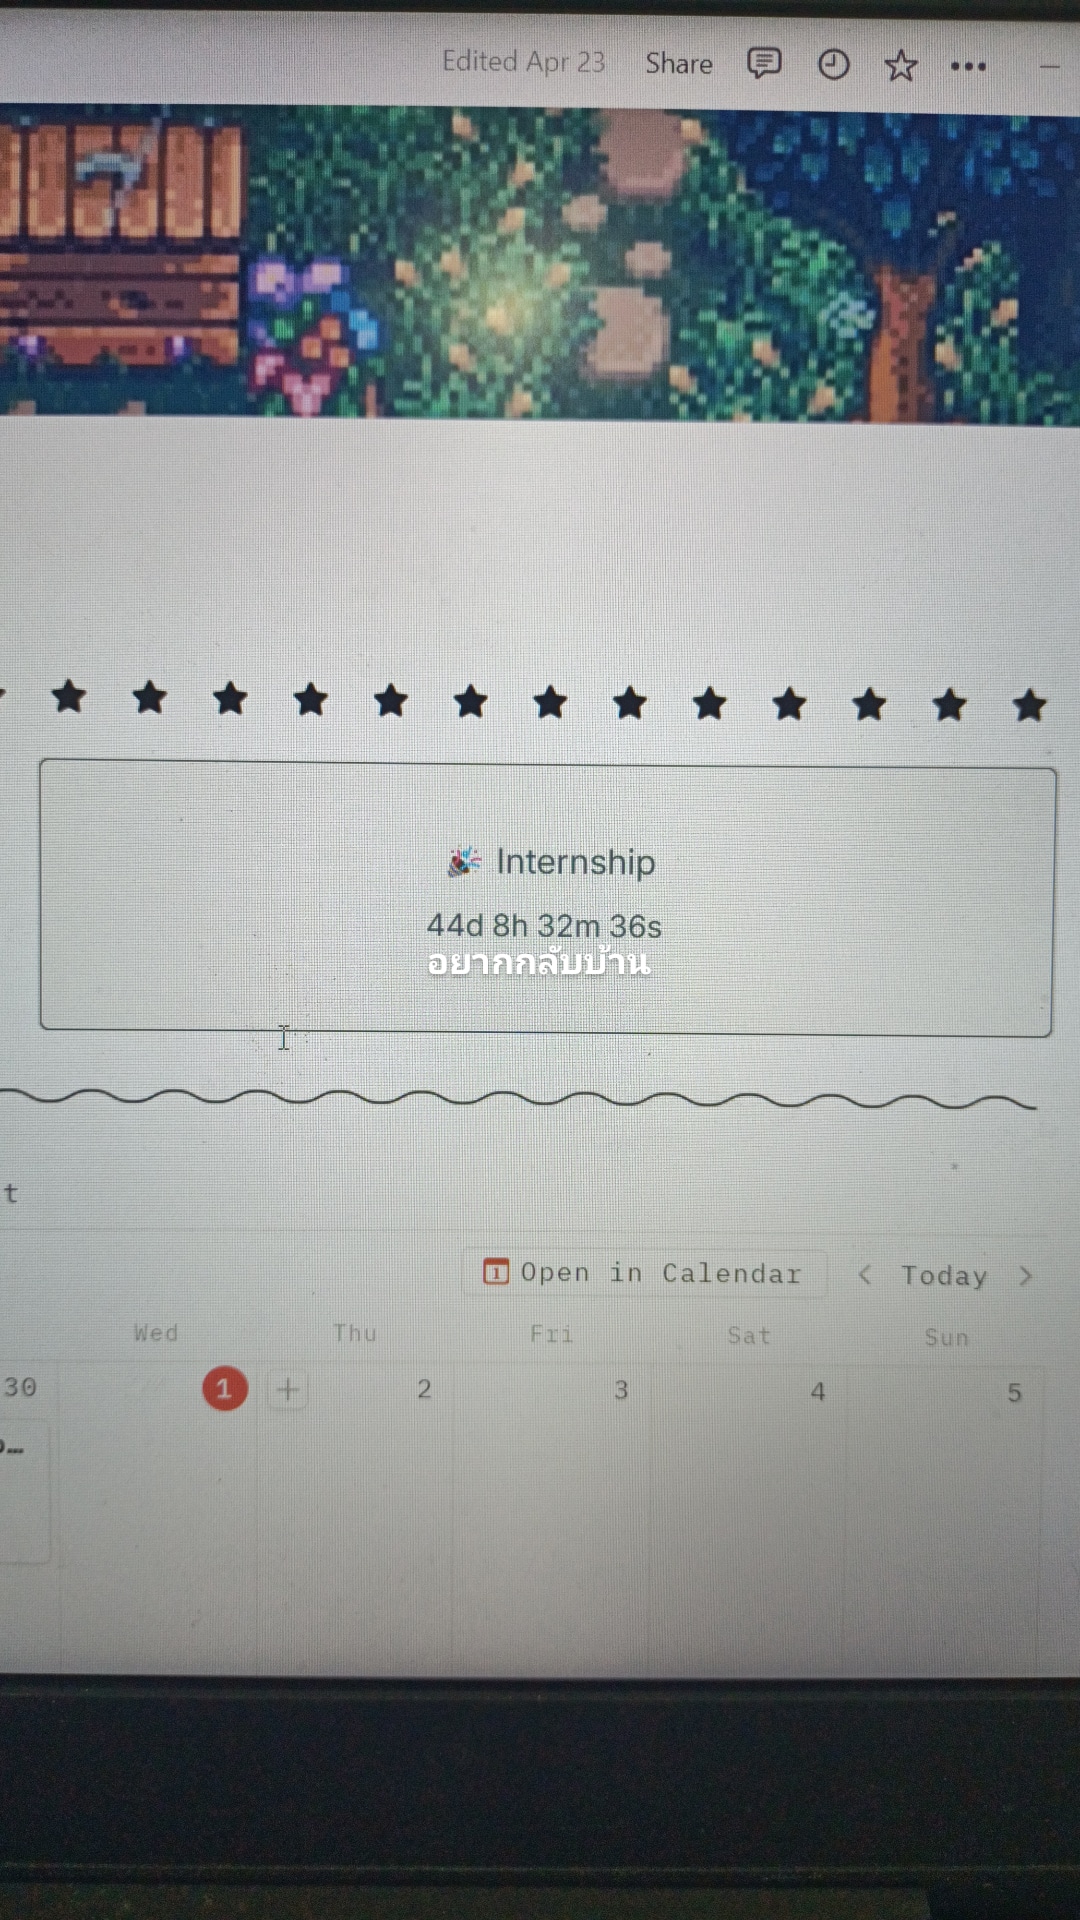 Edited Apr 23 Share
Internship
44d 8h 32m 36s
อยากกลับบ้าน
t
1 Open in Calendar < Today >
Wed Thu Fri Sat Sun
30 1 + 2 3 4 5